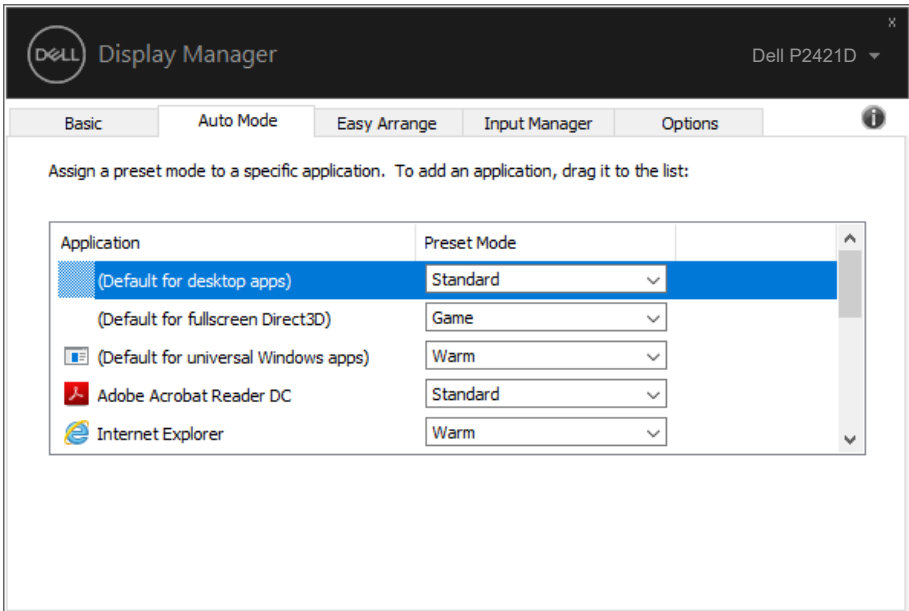 x
DELL Display Manager Dell P2421D
Basic Auto Mode Easy Arrange Input Manager Options
Assign a preset mode to a specific application. To add an application, drag it to the list:
Application Preset Mode
(Default for desktop apps) Standard
(Default for fullscreen Direct3D) Game
(Default for universal Windows apps) Warm
Adobe Acrobat Reader DC Standard
Internet Explorer Warm